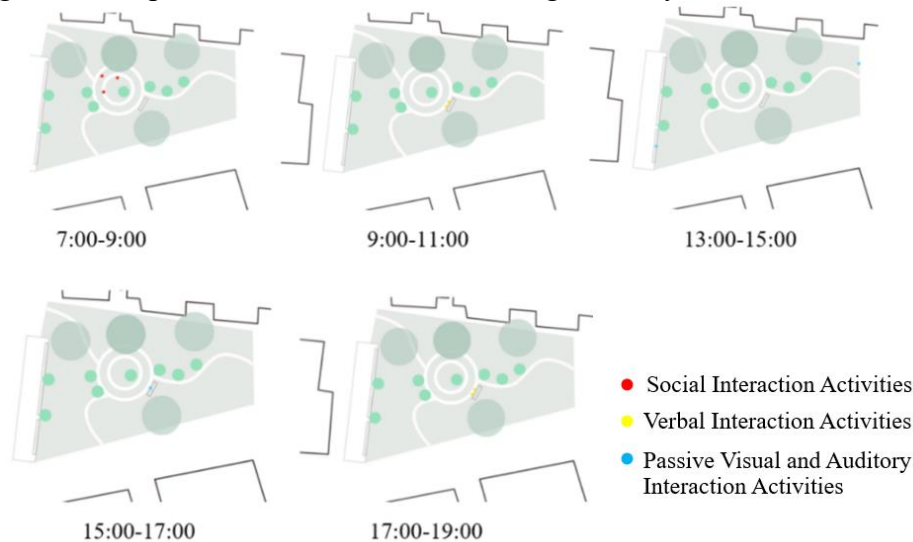 7:00-9:00
9:00-11:00
13:00-15:00
15:00-17:00
17:00-19:00
Social Interaction Activities
Verbal Interaction Activities
Passive Visual and Auditory
Interaction Activities